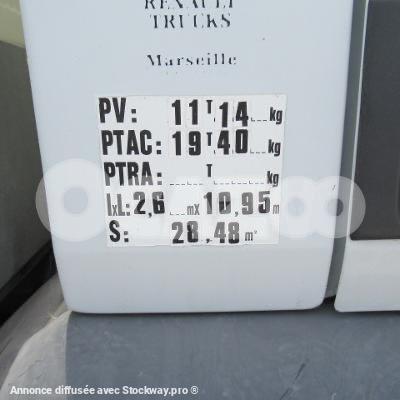 RENAULT
TRUCKS
Marseille
PV: 11T14 kg
PTAC: 19T40 kg
PTRA: T kg
lxL: 2,6 mx 10,95 m
S: 28,48 m²
Annonce diffusée avec Stockway.pro ®